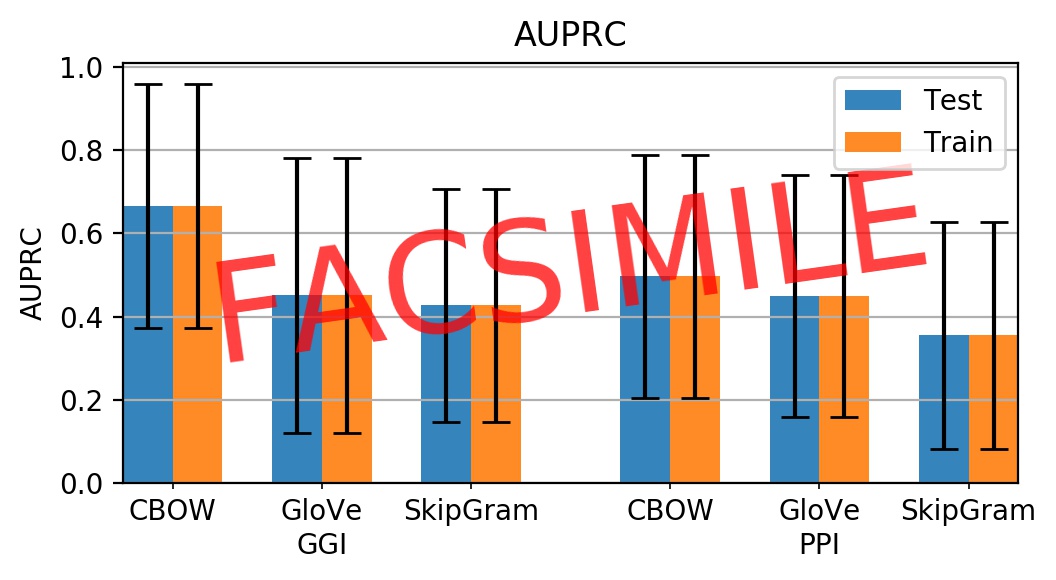 AUPRC
1.0
0.8
0.6
0.4
0.2
0.0
AUPRC
Test
Train
FACSIMILE
CBOW GloVe SkipGram CBOW GloVe SkipGram
GGI PPI